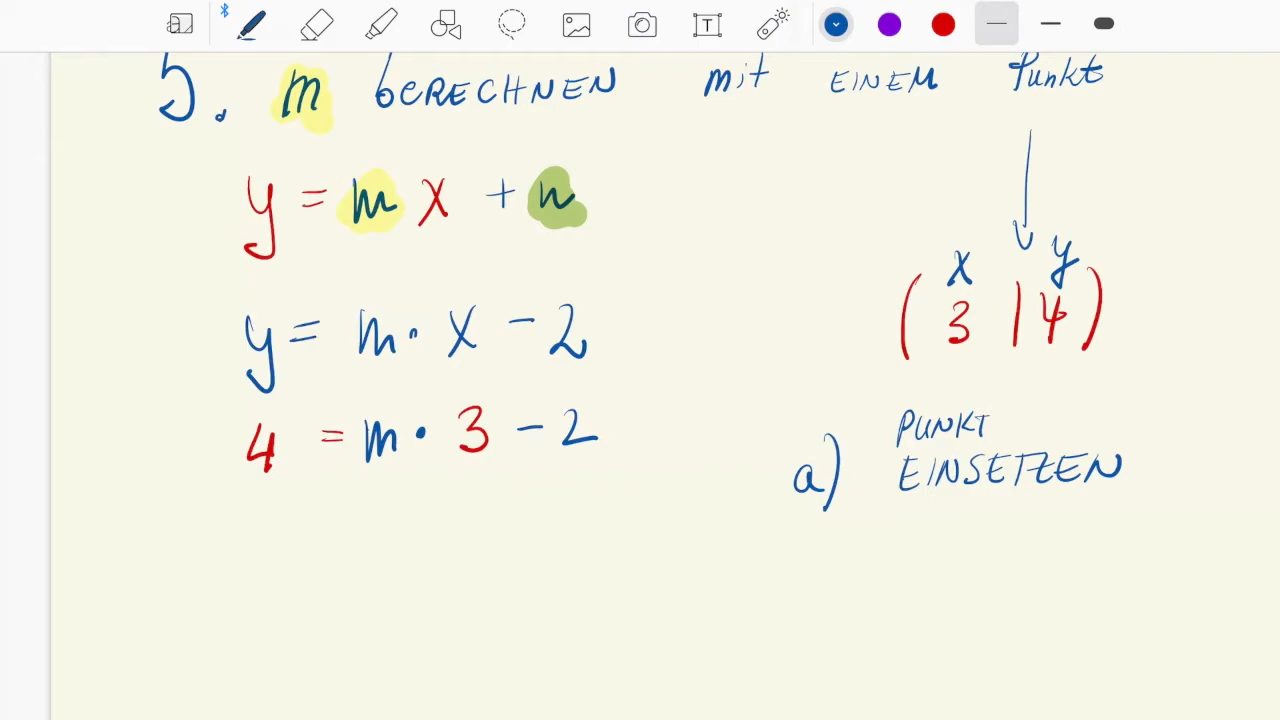 5. m bERECHNEN mit EINEM Punkt
y = m x + n
x y
( 3 | 4 )
y = m · x - 2
4 = m · 3 - 2
a) PUNKT
EINSETZEN